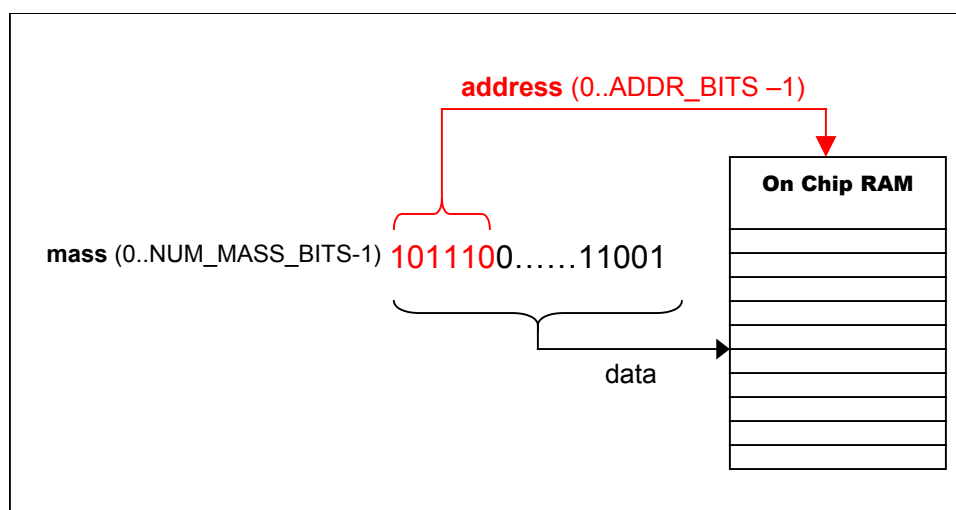 address (0..ADDR_BITS –1)
On Chip RAM
mass (0..NUM_MASS_BITS-1) 1011100......11001
data